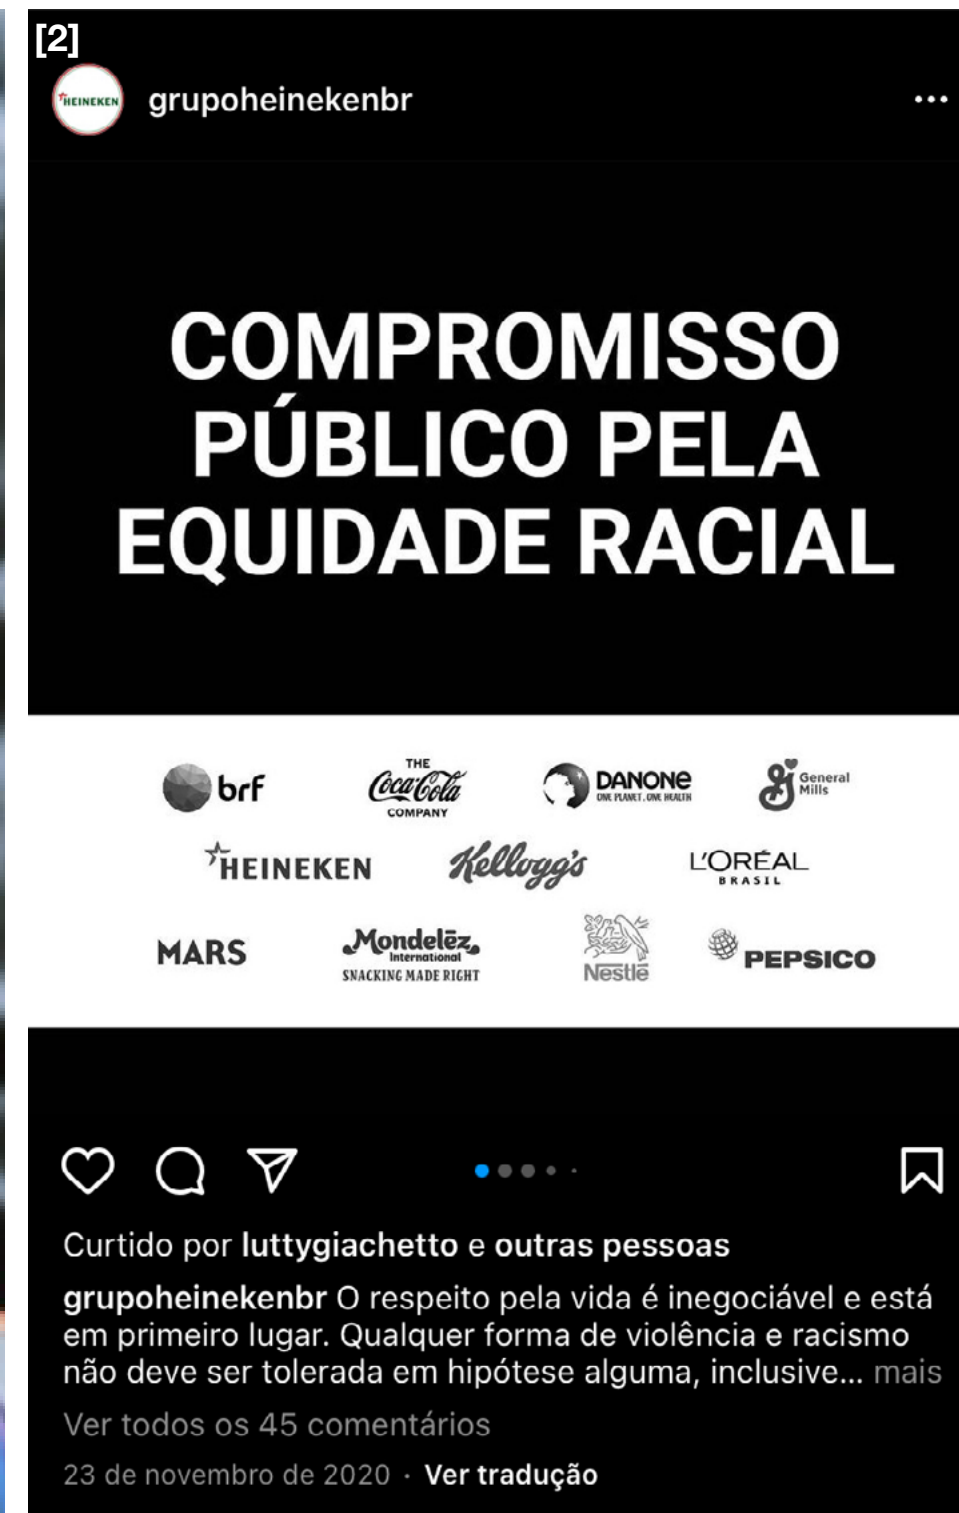 [2]
HEINEKEN
grupoheinekenbr
COMPROMISSO
PÚBLICO PELA
EQUIDADE RACIAL
brf
THE
Coca-Cola
COMPANY
DANONE
ONE PLANET. ONE HEALTH
General
Mills
HEINEKEN
Kellogg's
L'ORÉAL
BRASIL
MARS
Mondelēz
International
SNACKING MADE RIGHT
Nestlē
PEPSICO
Curtido por luttygiachetto e outras pessoas
grupoheinekenbr O respeito pela vida é inegociável e está
em primeiro lugar. Qualquer forma de violência e racismo
não deve ser tolerada em hipótese alguma, inclusive... mais
Ver todos os 45 comentários
23 de novembro de 2020 · Ver tradução